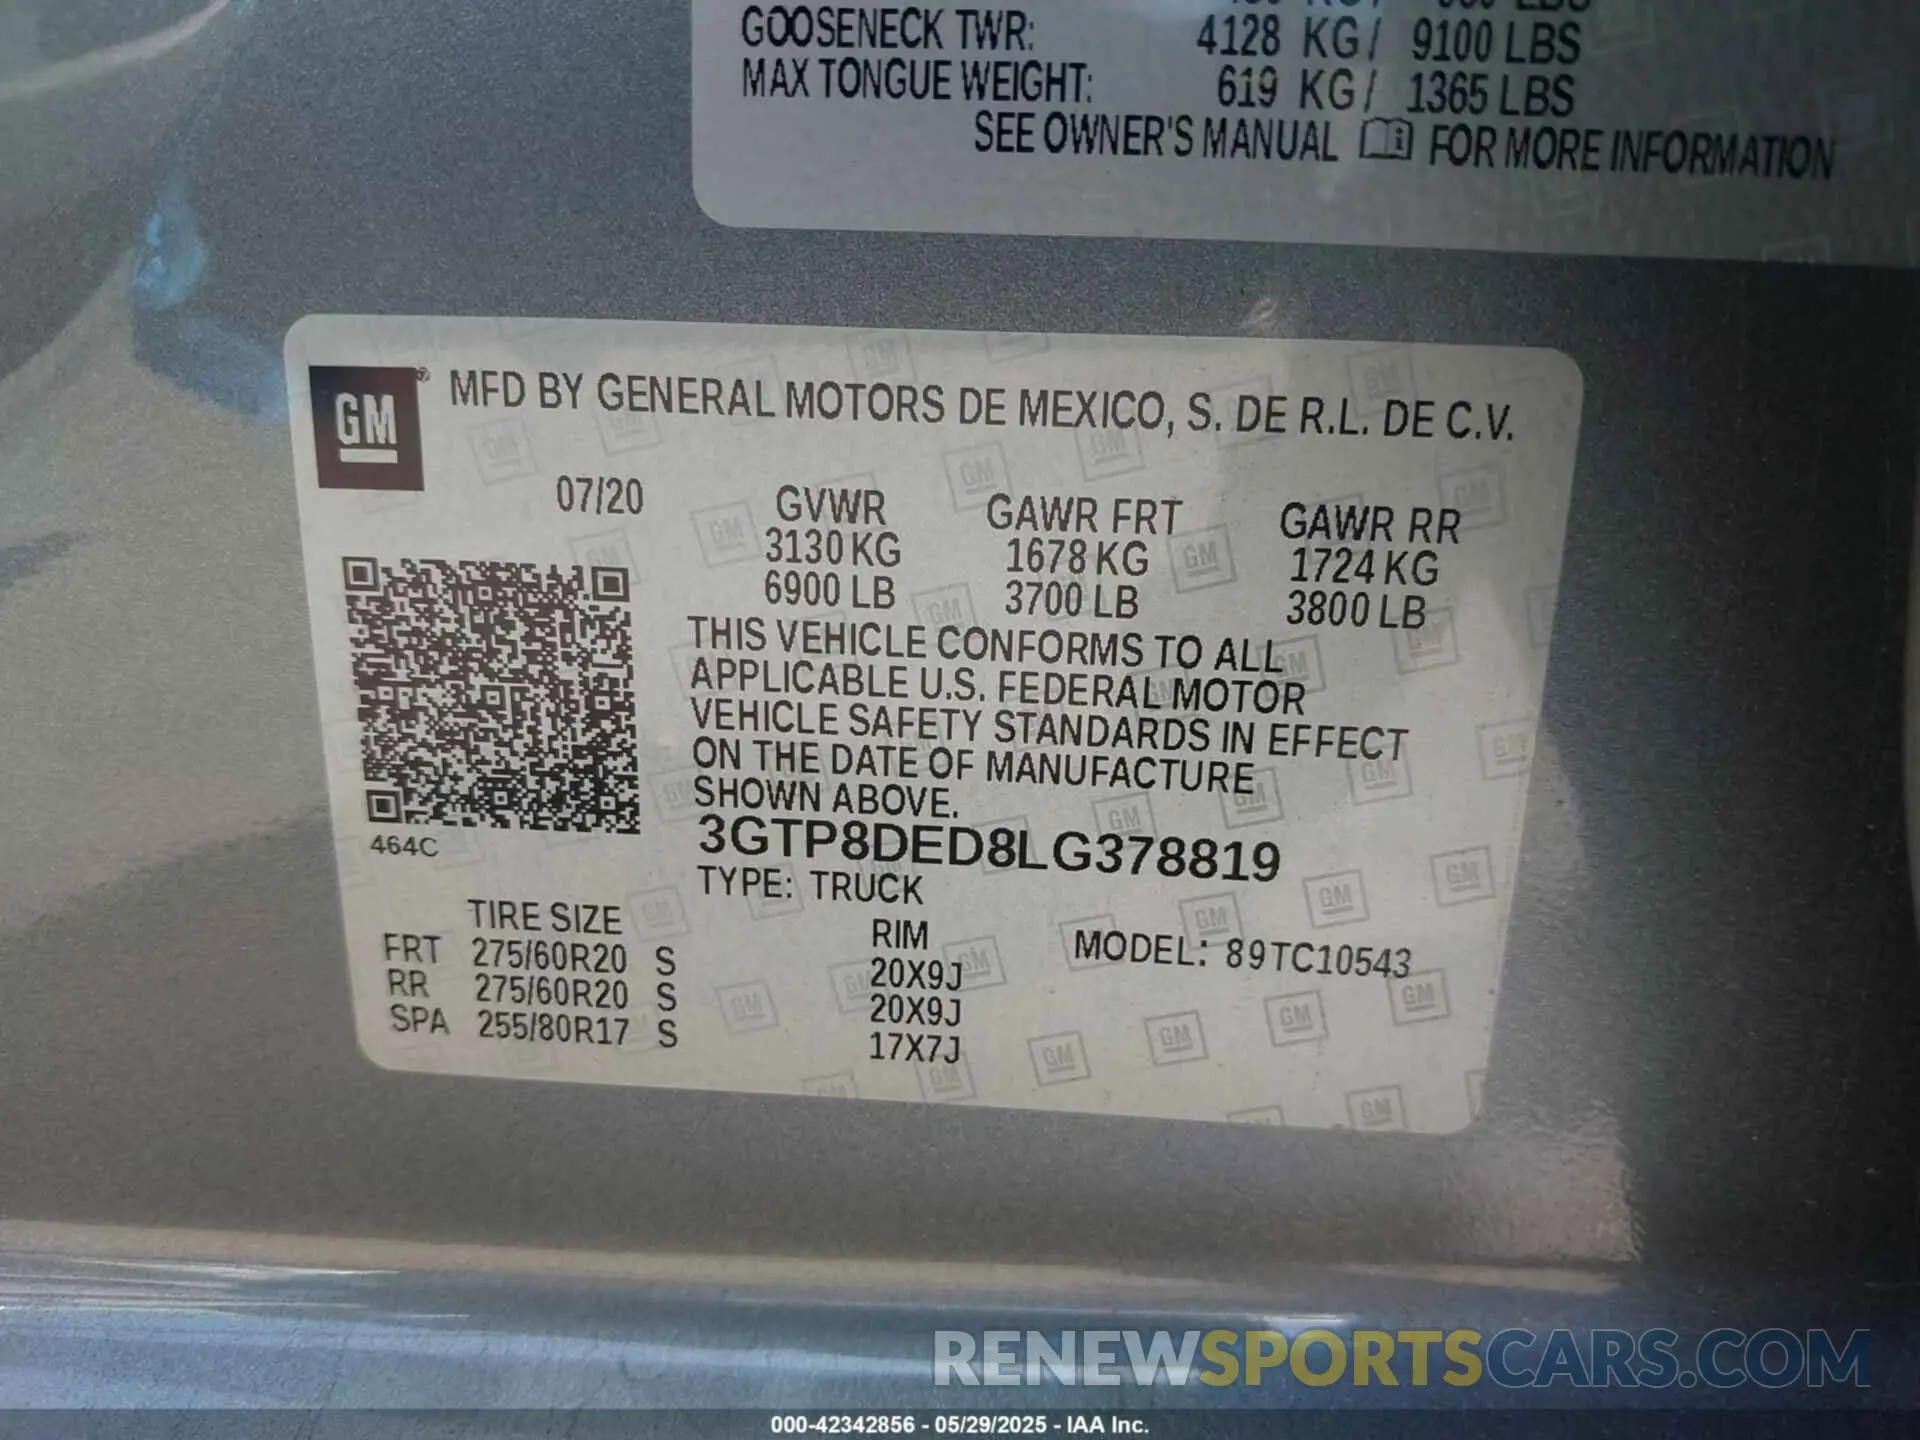 GOOSENECK TWR: 4128 KG / 9100 LBS
MAX TONGUE WEIGHT: 619 KG / 1365 LBS
SEE OWNER'S MANUAL FOR MORE INFORMATION
GM® MFD BY GENERAL MOTORS DE MEXICO, S. DE R.L. DE C.V.
07/20 GVWR GAWR FRT GAWR RR
3130 KG 1678 KG 1724 KG
6900 LB 3700 LB 3800 LB
THIS VEHICLE CONFORMS TO ALL
APPLICABLE U.S. FEDERAL MOTOR
VEHICLE SAFETY STANDARDS IN EFFECT
ON THE DATE OF MANUFACTURE
SHOWN ABOVE.
3GTP8DED8LG378819
464C
TYPE: TRUCK
TIRE SIZE RIM MODEL: 89TC10543
FRT 275/60R20 S 20X9J
RR 275/60R20 S 20X9J
SPA 255/80R17 S 17X7J
RENEWSPORTSCARS.COM
000-42342856 - 05/29/2025 - IAA Inc.